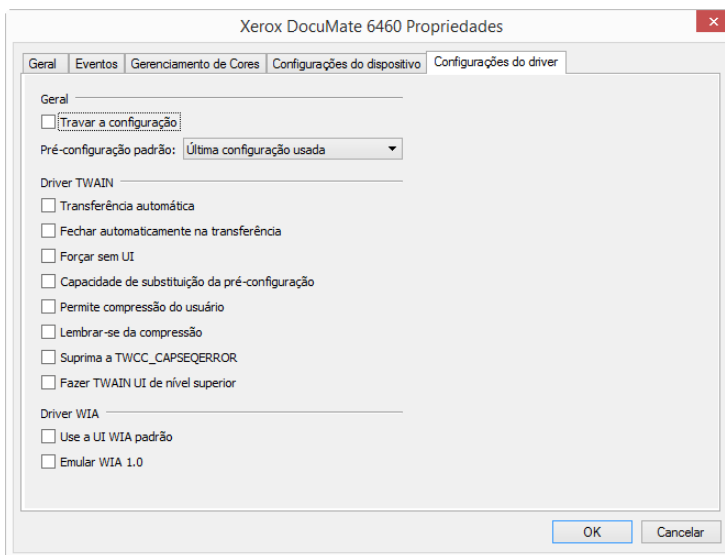 Xerox DocuMate 6460 Propriedades
Geral Eventos Gerenciamento de Cores Configurações do dispositivo Configurações do driver
Geral
Travar a configuração
Pré-configuração padrão: Última configuração usada
Driver TWAIN
Transferência automática
Fechar automaticamente na transferência
Forçar sem UI
Capacidade de substituição da pré-configuração
Permite compressão do usuário
Lembrar-se da compressão
Suprima a TWCC_CAPSEQERROR
Fazer TWAIN UI de nível superior
Driver WIA
Use a UI WIA padrão
Emular WIA 1.0
OK Cancelar